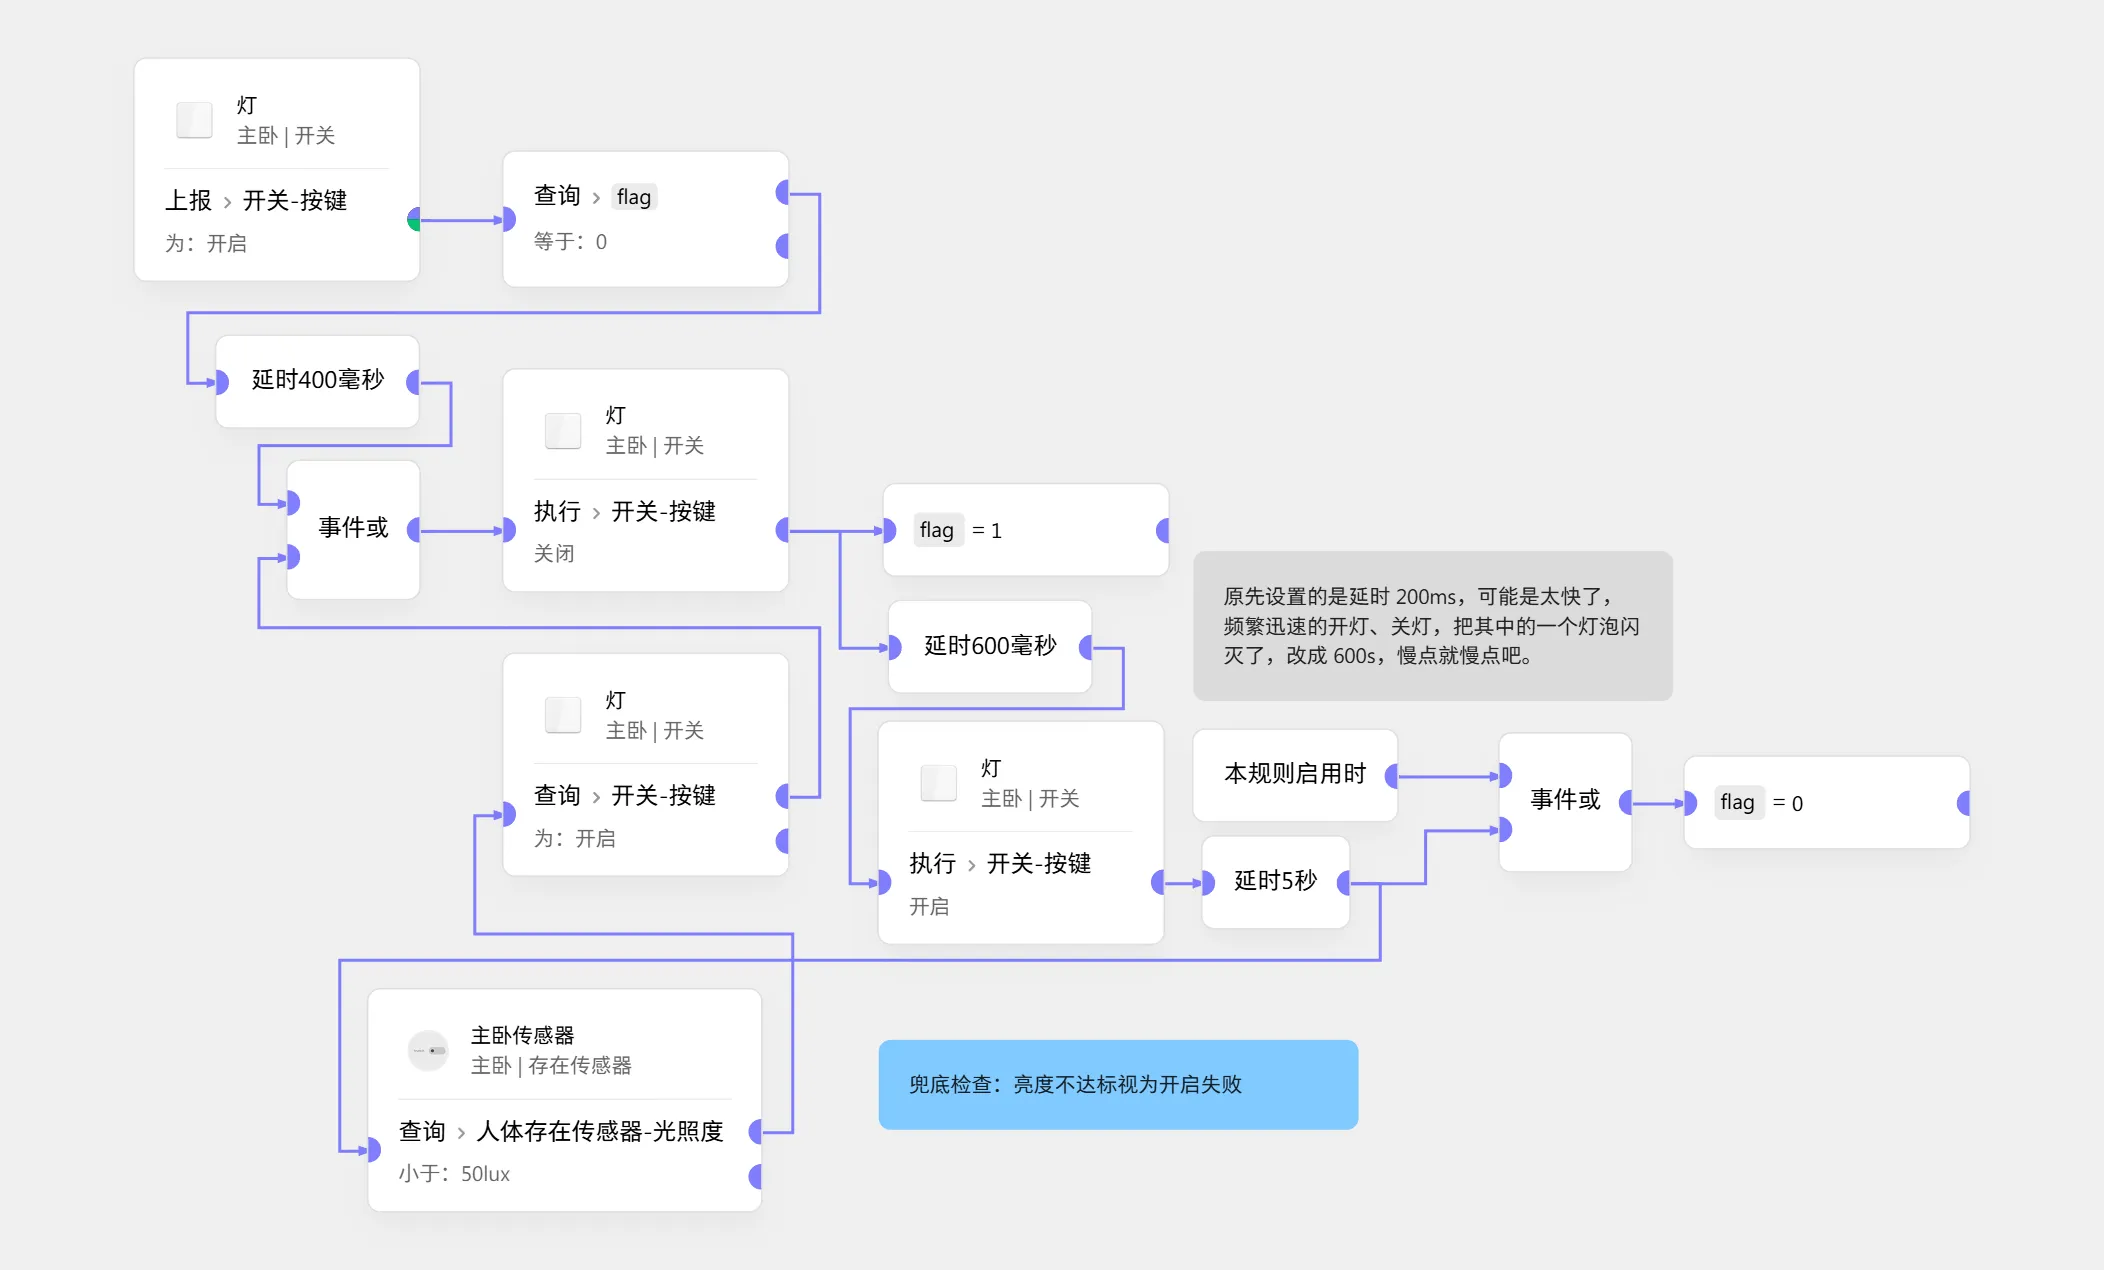 灯
主卧 | 开关
上报 › 开关-按键
为：开启
查询 › flag
等于：0
延时400毫秒
事件或
灯
主卧 | 开关
执行 › 开关-按键
关闭
flag = 1
延时600毫秒
原先设置的是延时 200ms，可能是太快了，
频繁迅速的开灯、关灯，把其中的一个灯泡闪
灭了，改成 600s，慢点就慢点吧。
灯
主卧 | 开关
查询 › 开关-按键
为：开启
灯
主卧 | 开关
执行 › 开关-按键
开启
本规则启用时
延时5秒
事件或
flag = 0
主卧传感器
主卧 | 存在传感器
查询 › 人体存在传感器-光照度
小于：50lux
兜底检查：亮度不达标视为开启失败